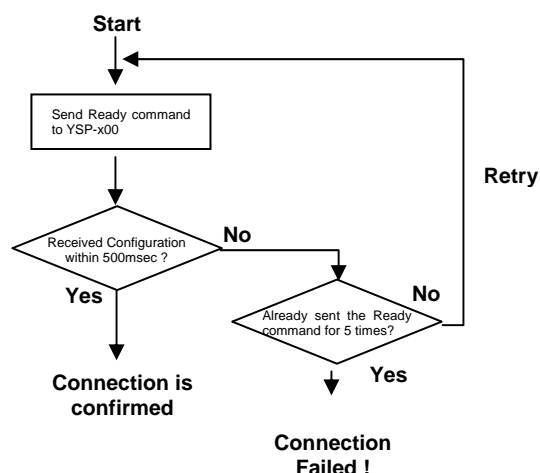 Start
Send Ready command
to YSP-x00
Retry
Received Configuration
within 500msec ?
No
Yes
Already sent the Ready
command for 5 times?
No
Yes
Connection is
confirmed
Connection
Failed !